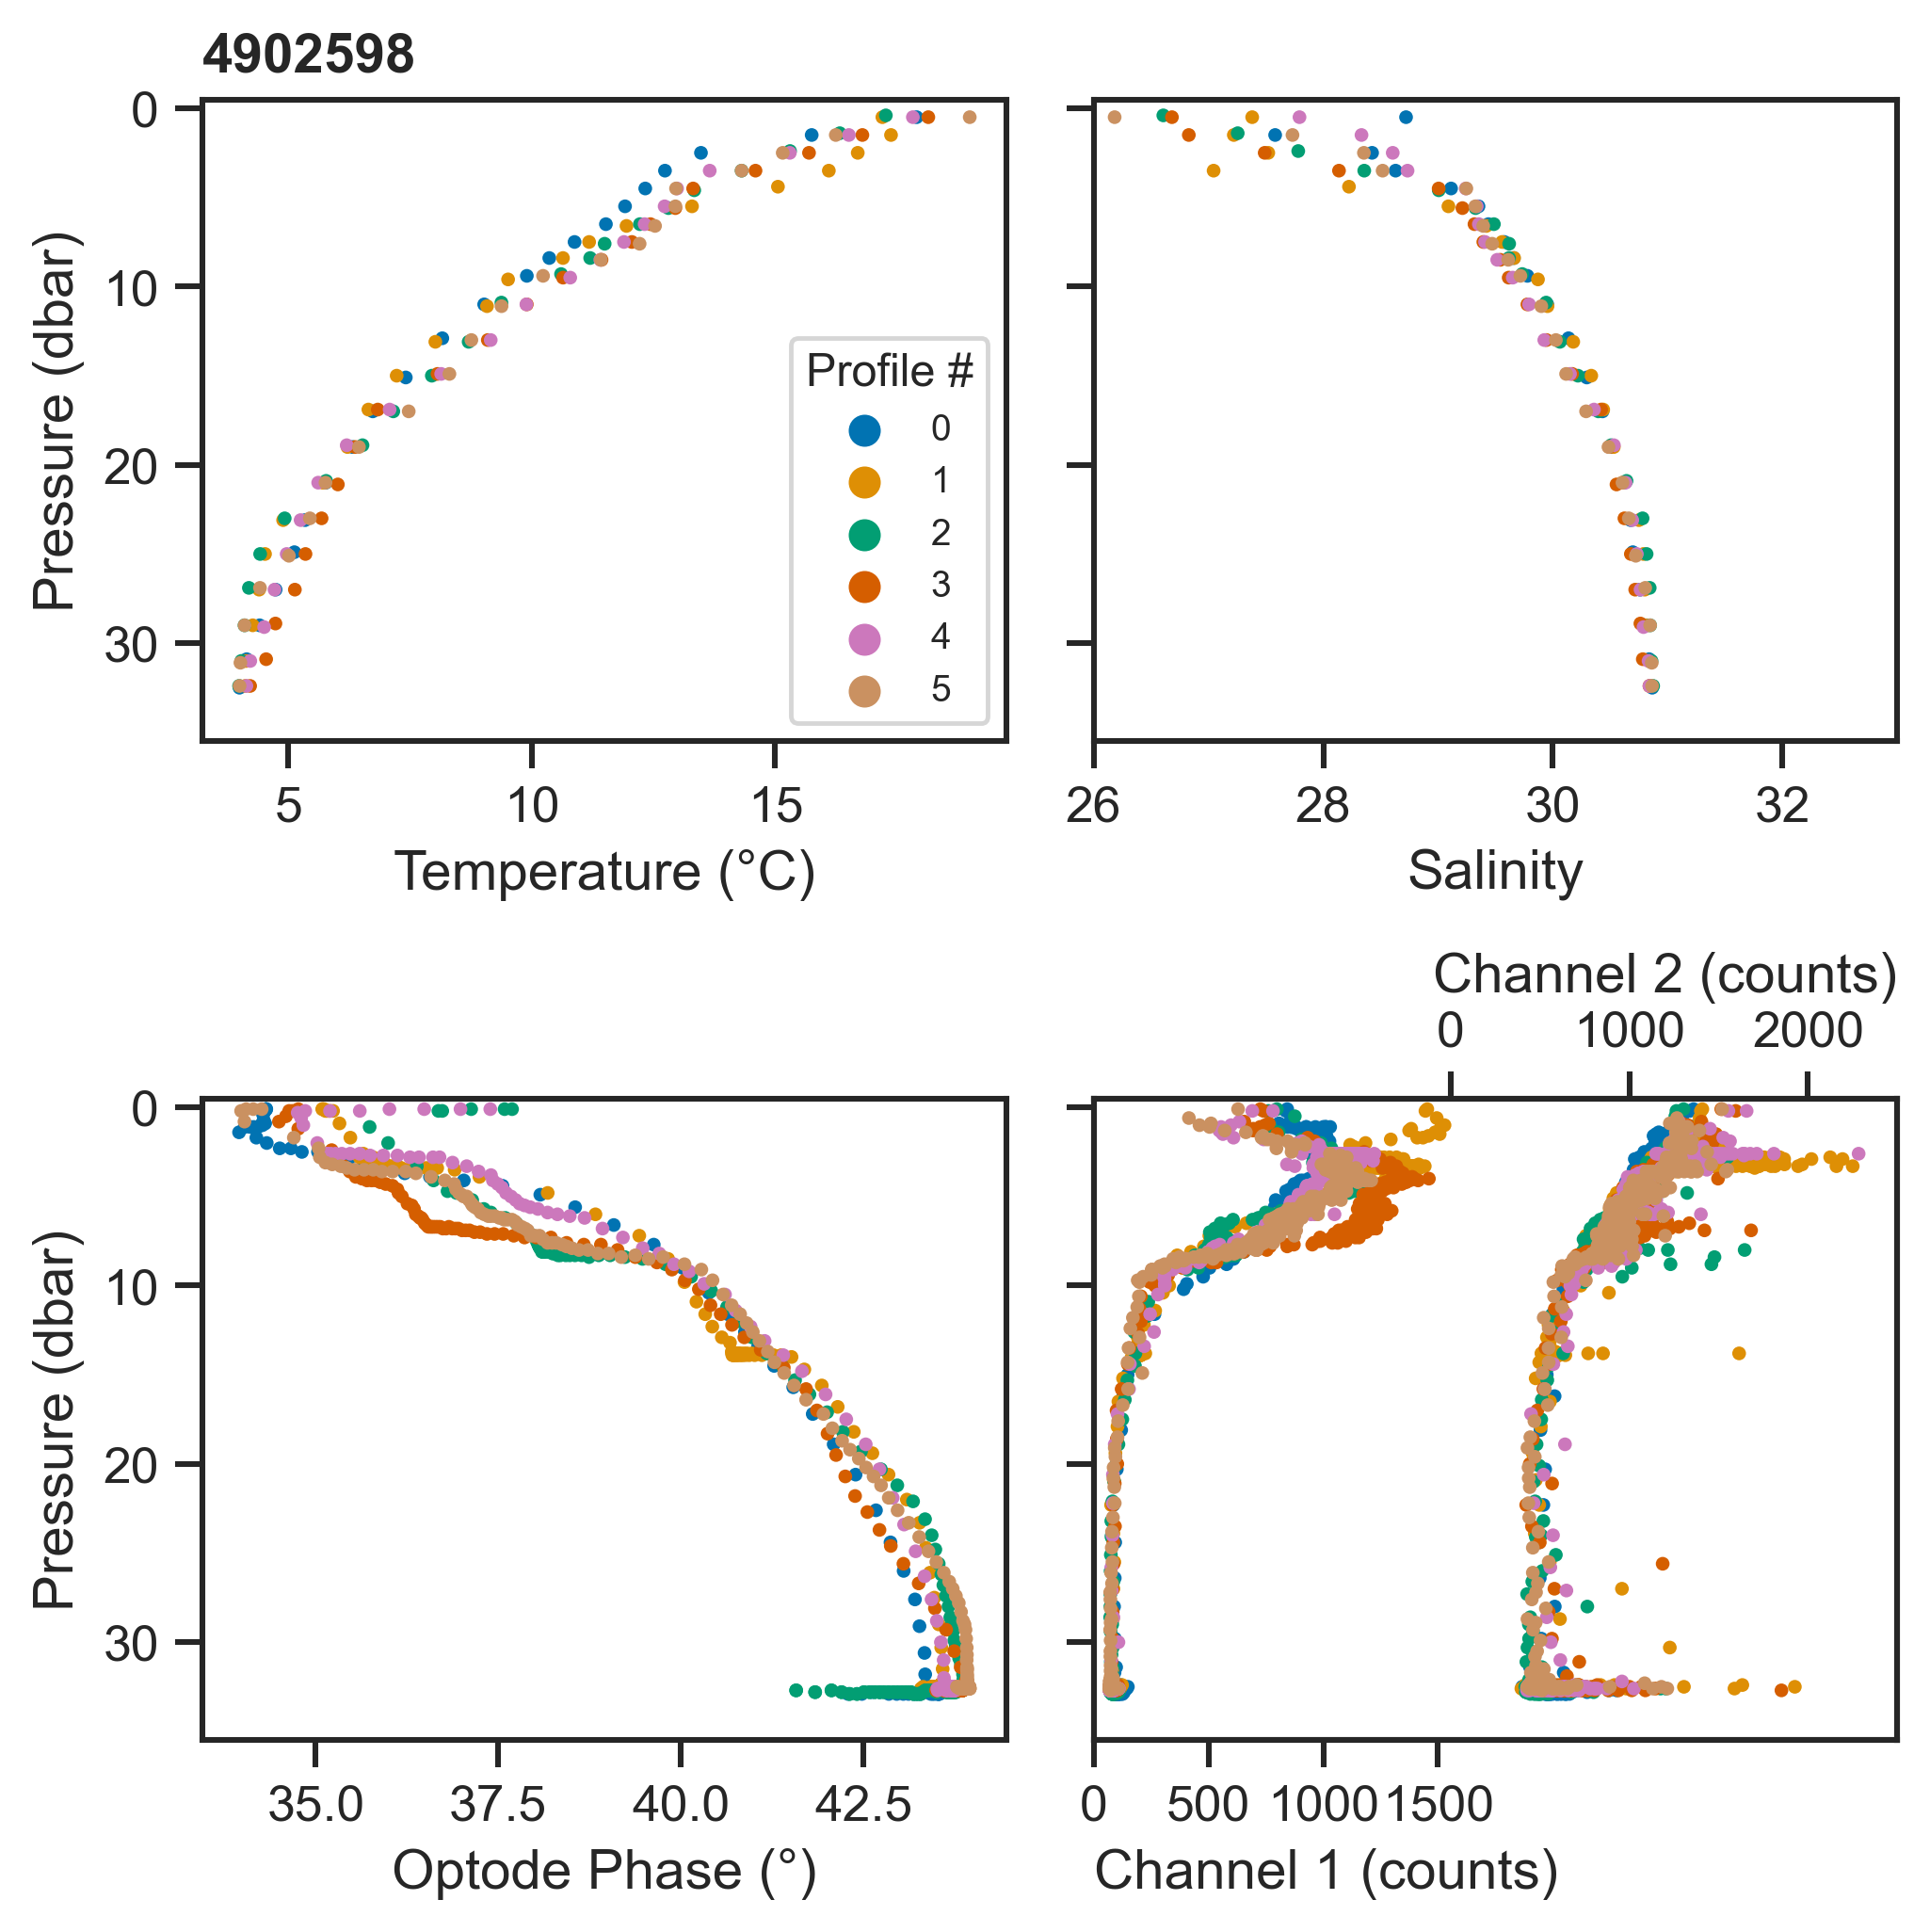 4902598
0
10
20
30
Pressure (dbar)
5 10 15
Temperature (°C)
Profile #
0
1
2
3
4
5
26 28 30 32
Salinity
0
10
20
30
Pressure (dbar)
35.0 37.5 40.0 42.5
Optode Phase (°)
Channel 2 (counts)
0 1000 2000
0 500 1000 1500
Channel 1 (counts)